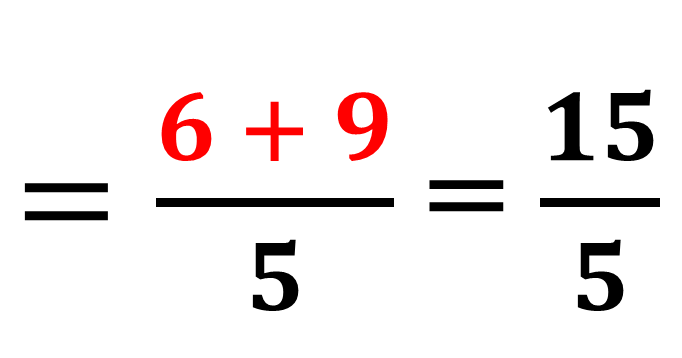 = 6 + 9 / 5 = 15 / 5